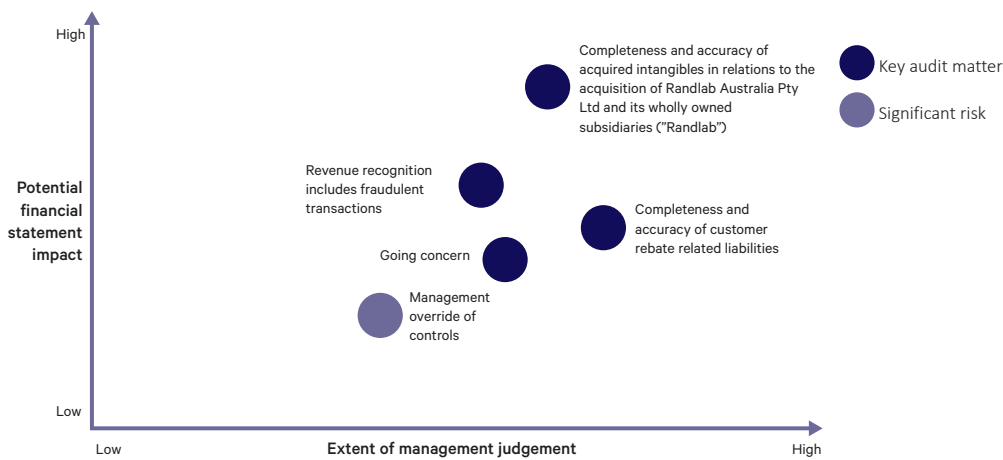 High
Completeness and accuracy of
acquired intangibles in relations to the
acquisition of Randlab Australia Pty
Ltd and its wholly owned
subsidiaries (”Randlab”)
Key audit matter
Significant risk
Revenue recognition
includes fraudulent
transactions
Potential
financial
statement
impact
Completeness and
accuracy of customer
rebate related liabilities
Going concern
Management
override of
controls
Low
Low
Extent of management judgement
High